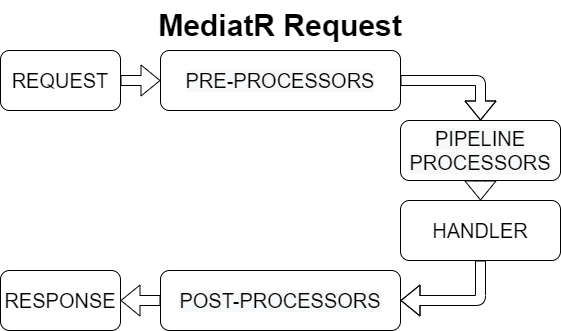 MediatR Request
REQUEST
PRE-PROCESSORS
PIPELINE
PROCESSORS
HANDLER
POST-PROCESSORS
RESPONSE